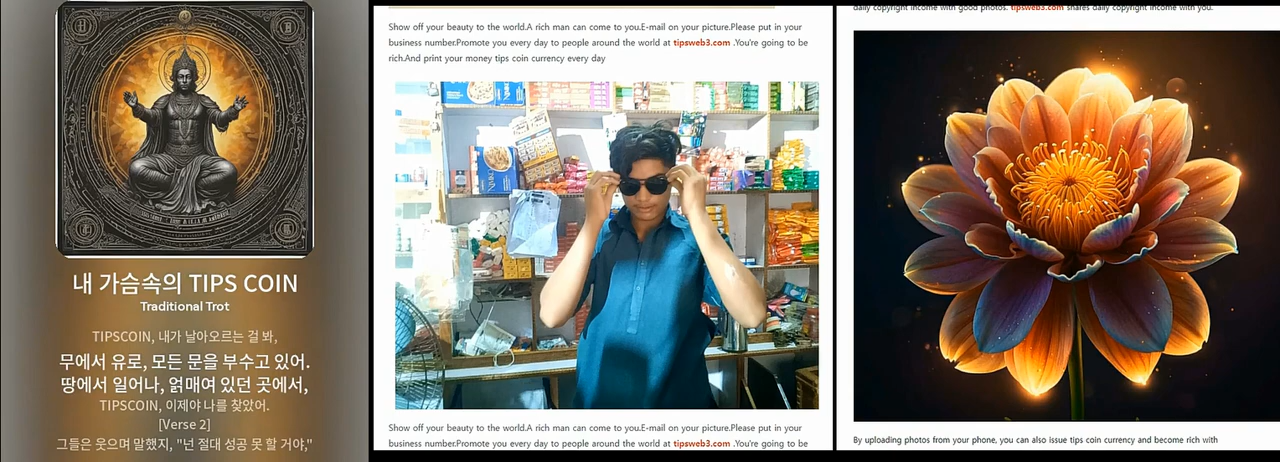 내 가슴속의 TIPS COIN
Traditional Trot
TIPSCOIN, 내가 날아오르는 걸 봐,
무에서 유로, 모든 문을 부수고 있어.
땅에서 일어나, 얽매여 있던 곳에서,
TIPSCOIN, 이제야 나를 찾았어.
[Verse 2]
그들은 웃으며 말했지, "넌 절대 성공 못 할 거야,"
Show off your beauty to the world.A rich man can come to you.E-mail on your picture.Please put in your
business number.Promote you every day to people around the world at tipsweb3.com .You're going to be
rich.And print your money tips coin currency every day
Show off your beauty to the world.A rich man can come to you.E-mail on your picture.Please put in your
business number.Promote you every day to people around the world at tipsweb3.com .You're going to be
daily copyright income with good photos. tipsweb3.com shares daily copyright income with you.
By uploading photos from your phone, you can also issue tips coin currency and become rich with